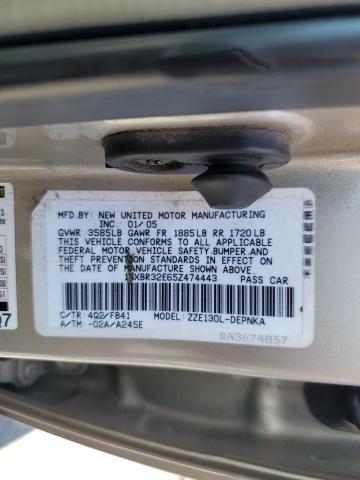 MFD.BY: NEW UNITED MOTOR MANUFACTURING
INC. 01/05
GVWR 3585LB GAWR FR 1885LB RR 1720LB
THIS VEHICLE CONFORMS TO ALL APPLICABLE
FEDERAL MOTOR VEHICLE SAFETY,BUMPER,AND
THEFT PREVENTION STANDARDS IN EFFECT ON
THE DATE OF MANUFACTURE SHOWN ABOVE.
1NXBR32E65Z474443 PASS CAR
C/TR 4Q2/FB41 MODEL: ZZE130L-DEPNKA
A/TM -02A/A245E
BA3674857